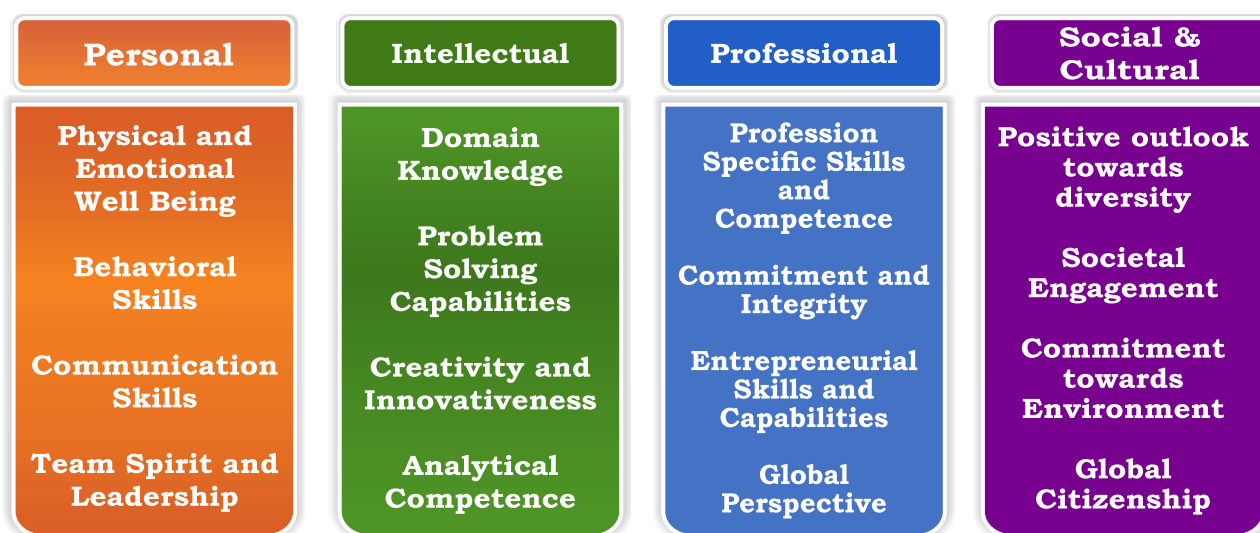 Personal
Physical and
Emotional
Well Being
Behavioral
Skills
Communication
Skills
Team Spirit and
Leadership
Intellectual
Domain
Knowledge
Problem
Solving
Capabilities
Creativity and
Innovativeness
Analytical
Competence
Professional
Profession
Specific Skills
and
Competence
Commitment and
Integrity
Entrepreneurial
Skills and
Capabilities
Global
Perspective
Social &
Cultural
Positive outlook
towards
diversity
Societal
Engagement
Commitment
towards
Environment
Global
Citizenship